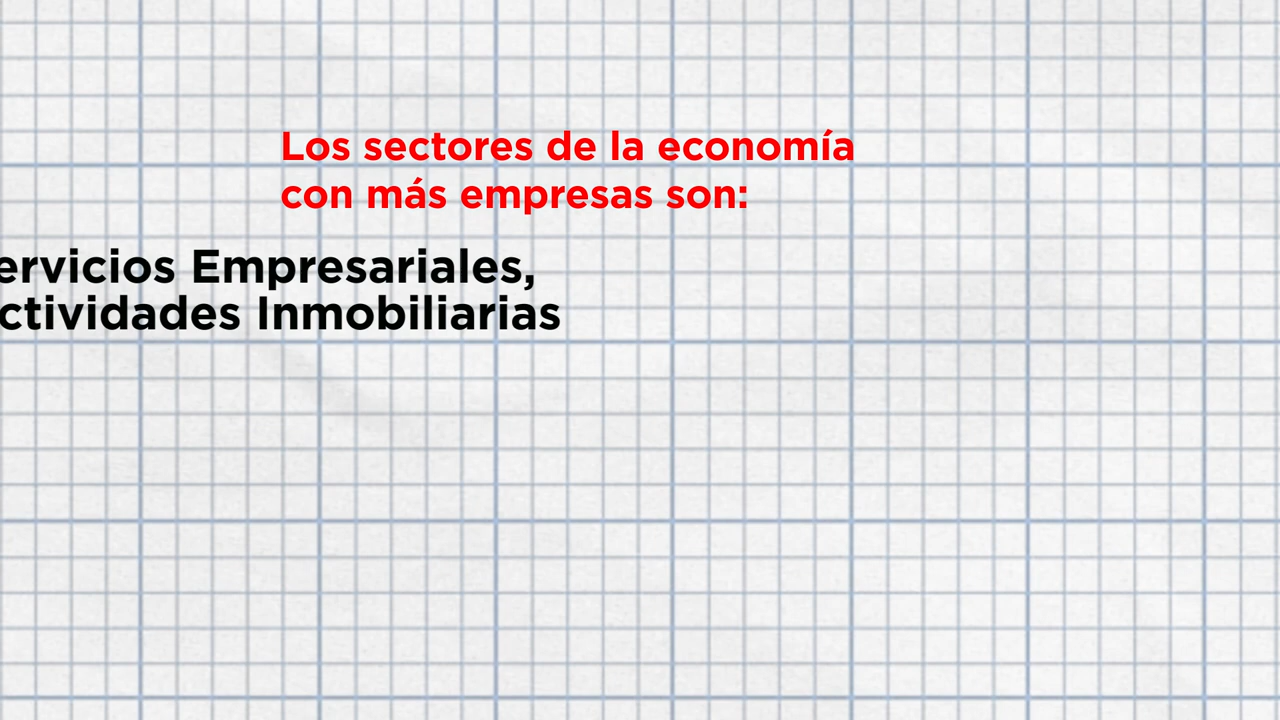 Los sectores de la economía
con más empresas son:
ervicios Empresariales,
ctividades Inmobiliarias